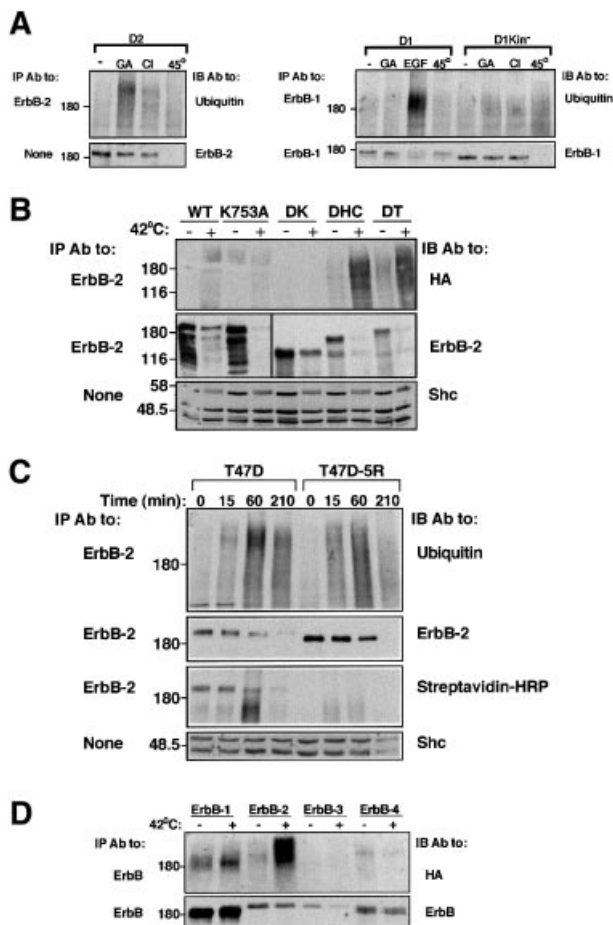 A
D2
- GA CI 45°
IP Ab to: IB Ab to:
ErbB-2 180 Ubiquitin
None 180 ErbB-2
D1 D1Kin-
- GA EGF 45° - GA CI 45°
IP Ab to: IB Ab to:
ErbB-1 180 Ubiquitin
ErbB-1 180 ErbB-1
B
WT K753A DK DHC DT
42°C: - + - + - + - + - +
IP Ab to: IB Ab to:
ErbB-2 180 HA
116
ErbB-2 180 ErbB-2
116
None 58 Shc
48.5
C
T47D T47D-5R
Time (min): 0 15 60 210 0 15 60 210
IP Ab to: IB Ab to:
ErbB-2 180 Ubiquitin
ErbB-2 180 ErbB-2
ErbB-2 180 Streptavidin-HRP
None 48.5 Shc
D
ErbB-1 ErbB-2 ErbB-3 ErbB-4
42°C: - + - + - + - +
IP Ab to: IB Ab to:
ErbB 180 HA
ErbB 180 ErbB